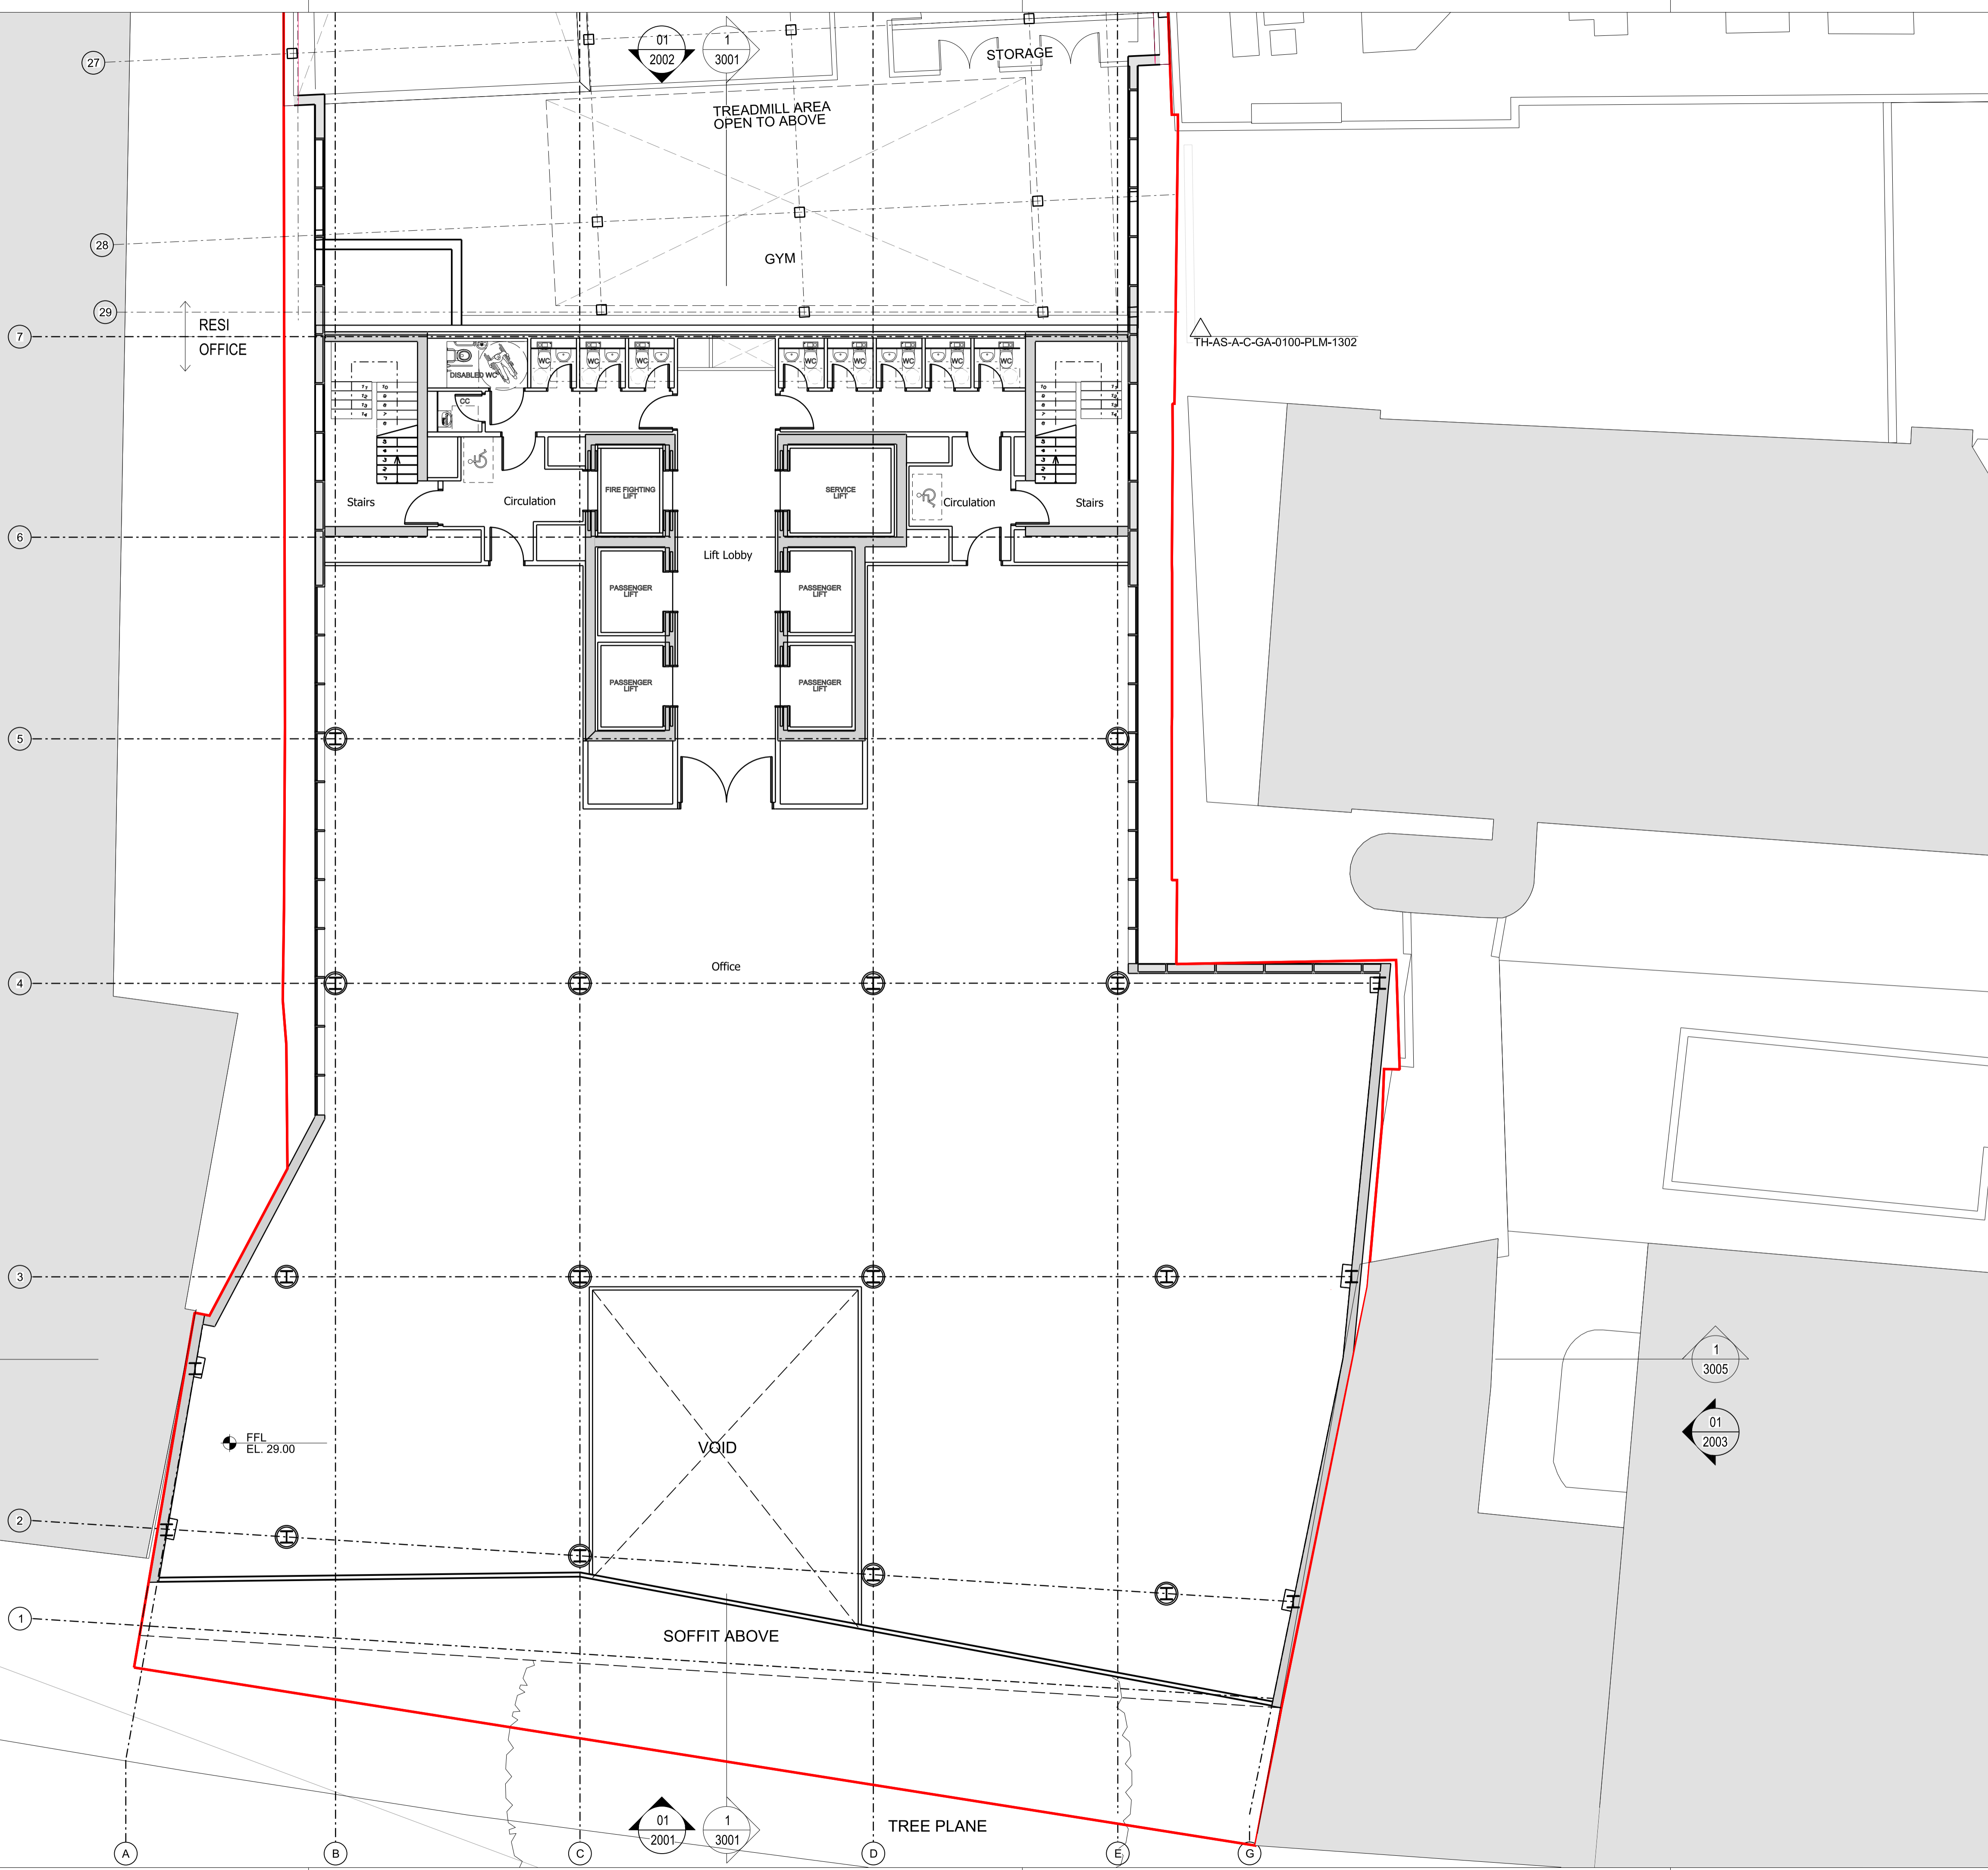 01
2002
1
3001
STORAGE
27
TREADMILL AREA
OPEN TO ABOVE
28
GYM
29
RESI
OFFICE
7
TH-AS-A-C-GA-0100-PLM-1302
WC
WC
WC
WC
WC
WC
WC
WC
DISABLED WC
CC
Stairs
Circulation
FIRE FIGHTING
LIFT
SERVICE
LIFT
Circulation
Stairs
6
Lift Lobby
PASSENGER
LIFT
PASSENGER
LIFT
PASSENGER
LIFT
PASSENGER
LIFT
5
Office
4
3
1
3005
01
2003
FFL
EL. 29.00
VOID
2
1
SOFFIT ABOVE
01
2001
1
3001
TREE PLANE
A
B
C
D
E
G